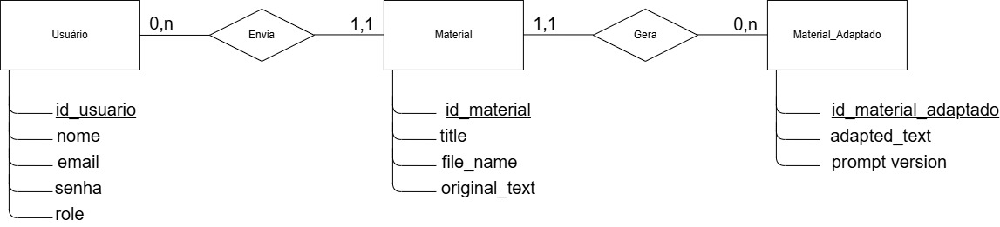 Usuário
0,n
Envia
1,1
Material
1,1
Gera
0,n
Material_Adaptado
id_usuario
nome
email
senha
role
id_material
title
file_name
original_text
id_material_adaptado
adapted_text
prompt version